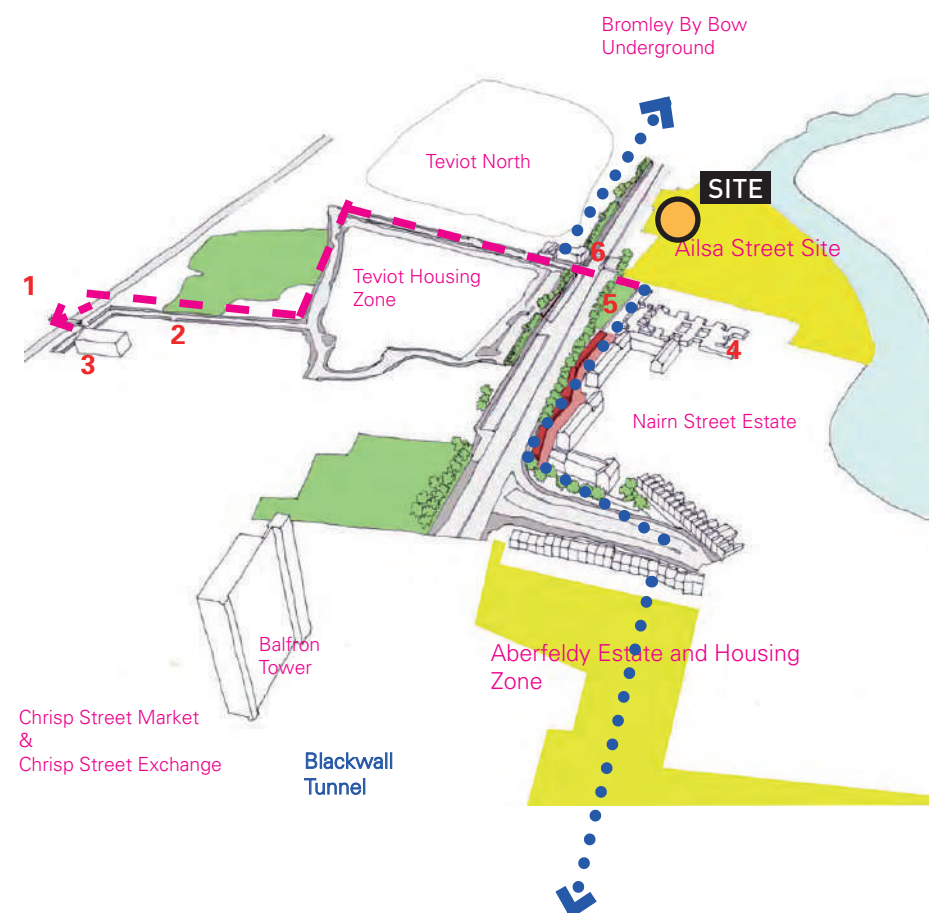 Bromley By Bow
Underground
Teviot North
SITE
Ailsa Street Site
6
Teviot Housing
Zone
1
5
2
3
4
Nairn Street Estate
Balfron
Tower
Aberfeldy Estate and Housing
Zone
Chrisp Street Market
&
Chrisp Street Exchange
Blackwall
Tunnel